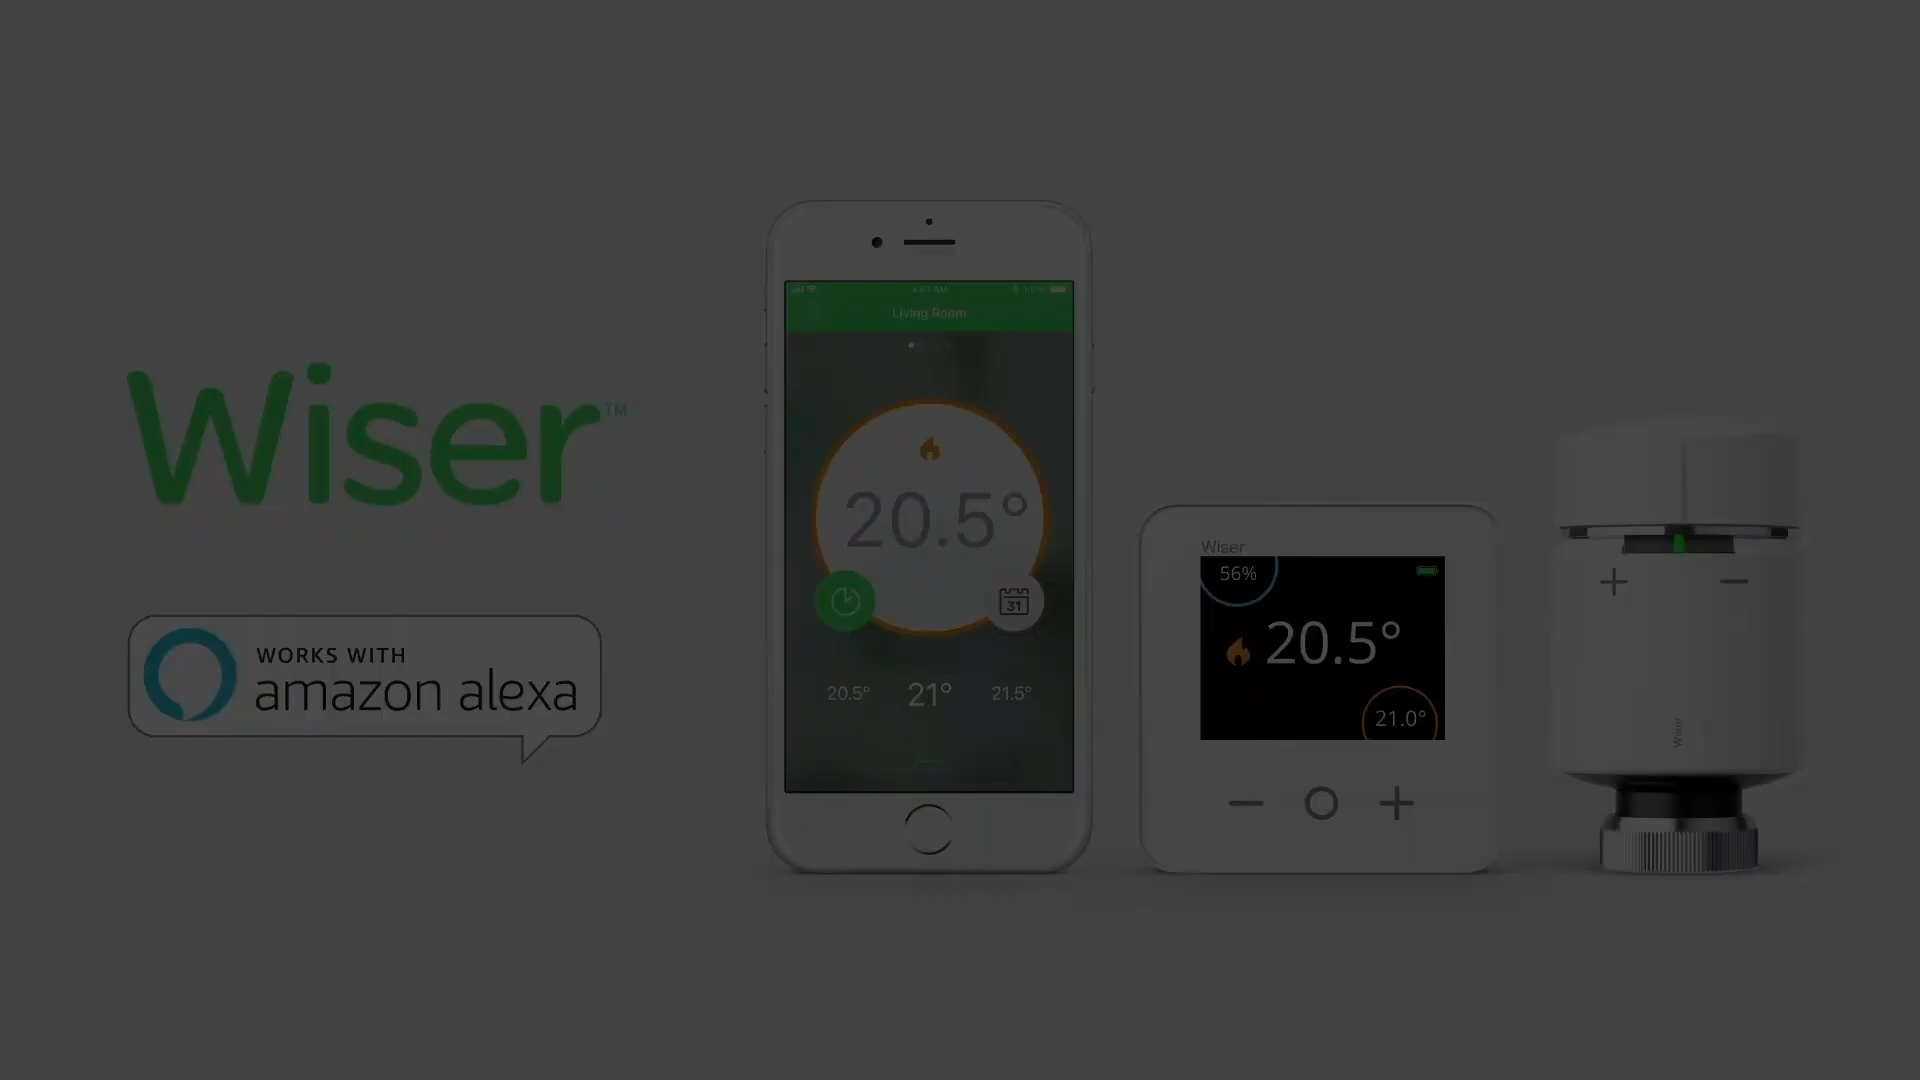 Wiser™
WORKS WITH
amazon alexa
Living Room
20.5°
31
20.5° 21° 21.5°
Wiser
56%
20.5°
21.0°
Wiser